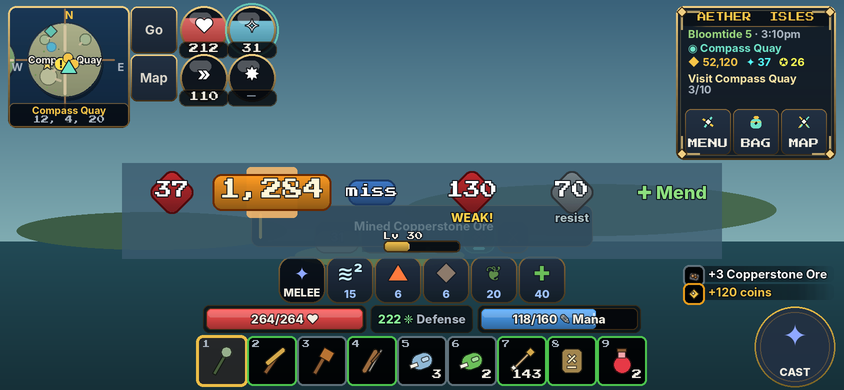 N
W
E
Compass Quay
Compass Quay
12, 4, 20
Go
Map
212
31
110
—
AETHER ISLES
Bloomtide 5 · 3:10pm
Compass Quay
52,120 37 26
Visit Compass Quay
3/10
MENU BAG MAP
37
1,284
miss
130
WEAK!
70
resist
+ Mend
Mined Copperstone Ore
Lv 30
MELEE
2
15
6
6
20
40
+3 Copperstone Ore
+120 coins
264/264
222 Defense
118/160 Mana
1 2 3 4 5 6 7 8 9
3 2 143 2
CAST